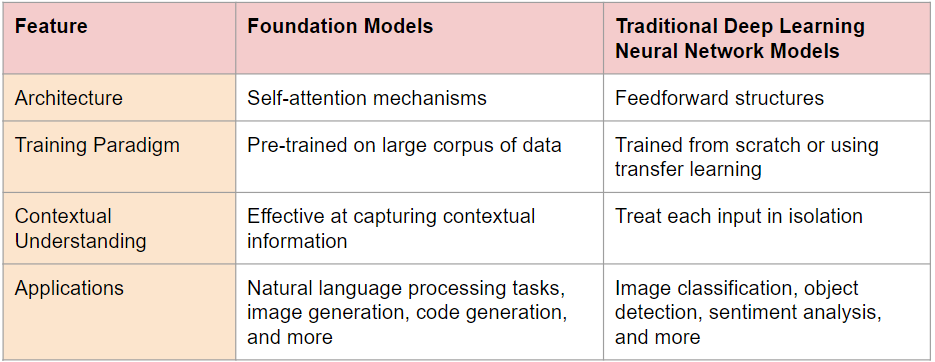 Feature
Foundation Models
Traditional Deep Learning
Neural Network Models
Architecture
Self-attention mechanisms
Feedforward structures
Training Paradigm
Pre-trained on large corpus of data
Trained from scratch or using
transfer learning
Contextual
Understanding
Effective at capturing contextual
information
Treat each input in isolation
Applications
Natural language processing tasks,
image generation, code generation,
and more
Image classification, object
detection, sentiment analysis,
and more